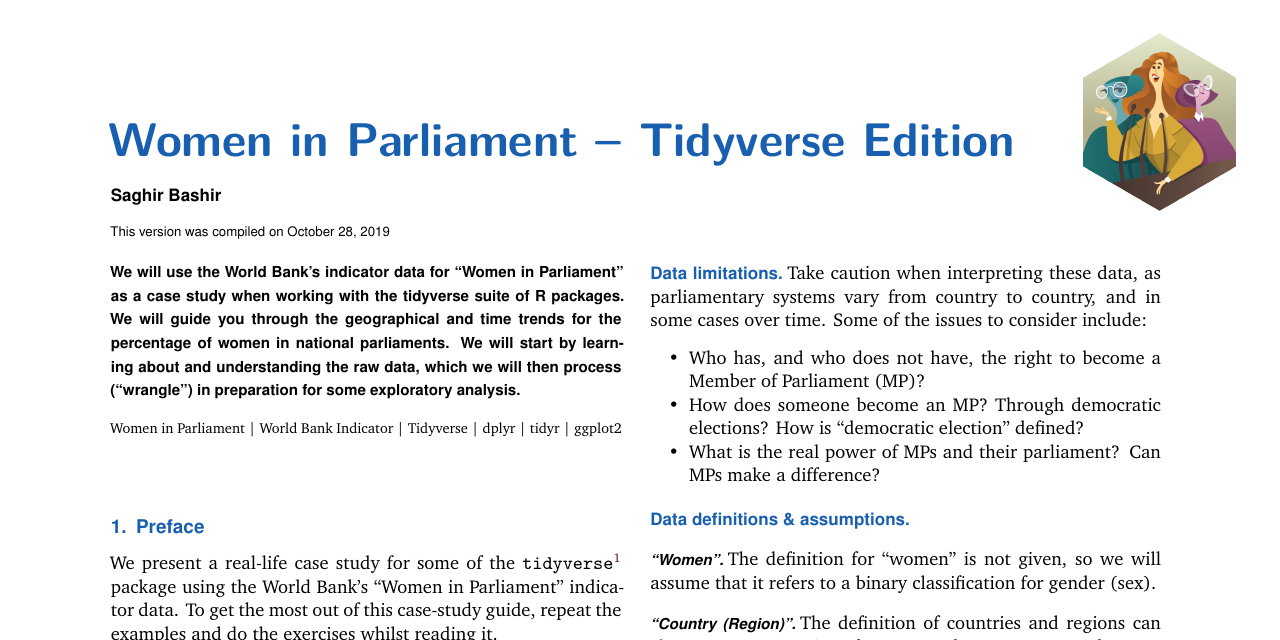 Women in Parliament – Tidyverse Edition
Saghir Bashir
This version was compiled on October 28, 2019
We will use the World Bank’s indicator data for “Women in Parliament”
as a case study when working with the tidyverse suite of R packages.
We will guide you through the geographical and time trends for the
percentage of women in national parliaments. We will start by learn-
ing about and understanding the raw data, which we will then process
(“wrangle”) in preparation for some exploratory analysis.
Women in Parliament | World Bank Indicator | Tidyverse | dplyr | tidyr | ggplot2
1. Preface
We present a real-life case study for some of the tidyverse1
package using the World Bank’s “Women in Parliament” indica-
tor data. To get the most out of this case-study guide, repeat the
examples and do the exercises whilst reading it.
Data limitations. Take caution when interpreting these data, as
parliamentary systems vary from country to country, and in
some cases over time. Some of the issues to consider include:
• Who has, and who does not have, the right to become a
Member of Parliament (MP)?
• How does someone become an MP? Through democratic
elections? How is “democratic election” defined?
• What is the real power of MPs and their parliament? Can
MPs make a difference?
Data definitions & assumptions.
“Women”. The definition for “women” is not given, so we will
assume that it refers to a binary classification for gender (sex).
“Country (Region)”. The definition of countries and regions can